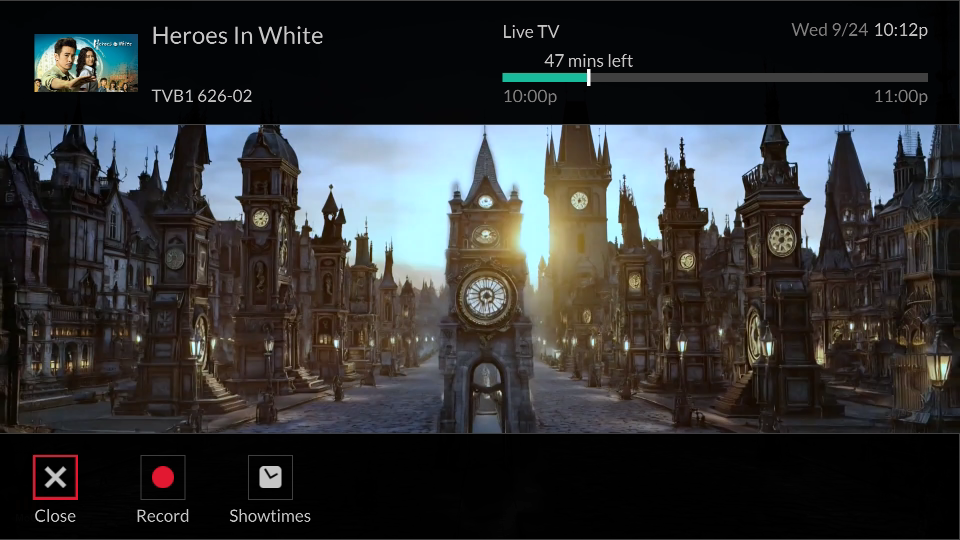 Heroes In White
TVB1 626-02
Live TV
Wed 9/24 10:12p
47 mins left
10:00p
11:00p
Close
Record
Showtimes